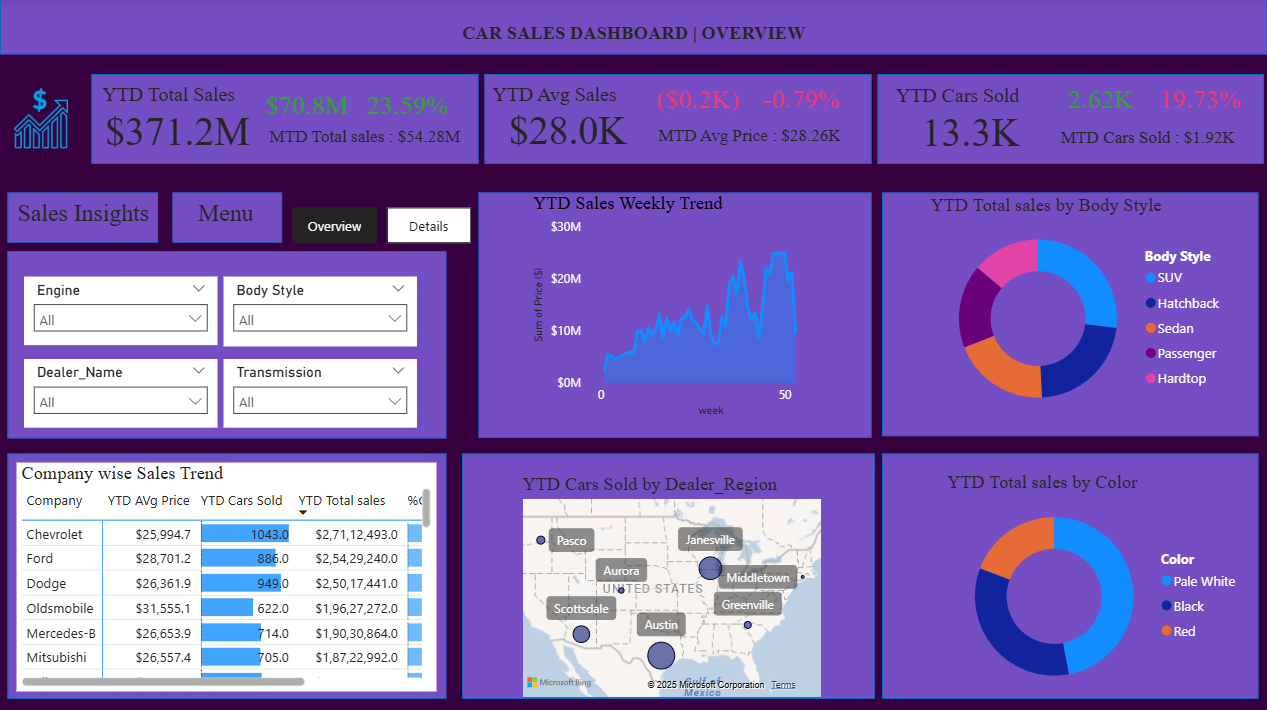 CAR SALES DASHBOARD | OVERVIEW
$
YTD Total Sales
$70.8M 23.59%
$371.2M
MTD Total sales : $54.28M
YTD Avg Sales
($0.2K) -0.79%
$28.0K
MTD Avg Price : $28.26K
YTD Cars Sold
2.62K 19.73%
13.3K
MTD Cars Sold : $1.92K
Sales Insights
Menu
Overview
Details
Engine
All
Body Style
All
Dealer_Name
All
Transmission
All
YTD Sales Weekly Trend
$30M
$20M
$10M
$0M
Sum of Price ($)
0 50
week
YTD Total sales by Body Style
Body Style
SUV
Hatchback
Sedan
Passenger
Hardtop
Company wise Sales Trend
Company YTD AVg Price YTD Cars Sold YTD Total sales
Chevrolet $25,994.7 1043.0 $2,71,12,493.0
Ford $28,701.2 886.0 $2,54,29,240.0
Dodge $26,361.9 949.0 $2,50,17,441.0
Oldsmobile $31,555.1 622.0 $1,96,27,272.0
Mercedes-B $26,653.9 714.0 $1,90,30,864.0
Mitsubishi $26,557.4 705.0 $1,87,22,992.0
YTD Cars Sold by Dealer_Region
Pasco
Janesville
Aurora
Middletown
UNITED STATES
Scottsdale
Greenville
Austin
Gulf of
Mexico
Microsoft Bing
© 2025 Microsoft Corporation Terms
YTD Total sales by Color
Color
Pale White
Black
Red